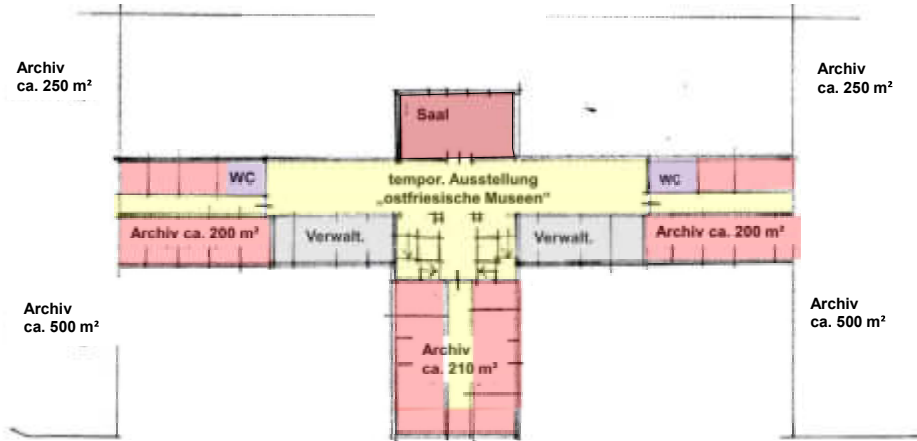 Archiv
ca. 250 m²
Archiv
ca. 250 m²
Saal
WC
tempor. Ausstellung
„ostfriesische Museen"
WC
Archiv ca. 200 m²
Verwalt.
Verwalt.
Archiv ca. 200 m²
Archiv
ca. 500 m²
Archiv
ca. 500 m²
Archiv
ca. 210 m²